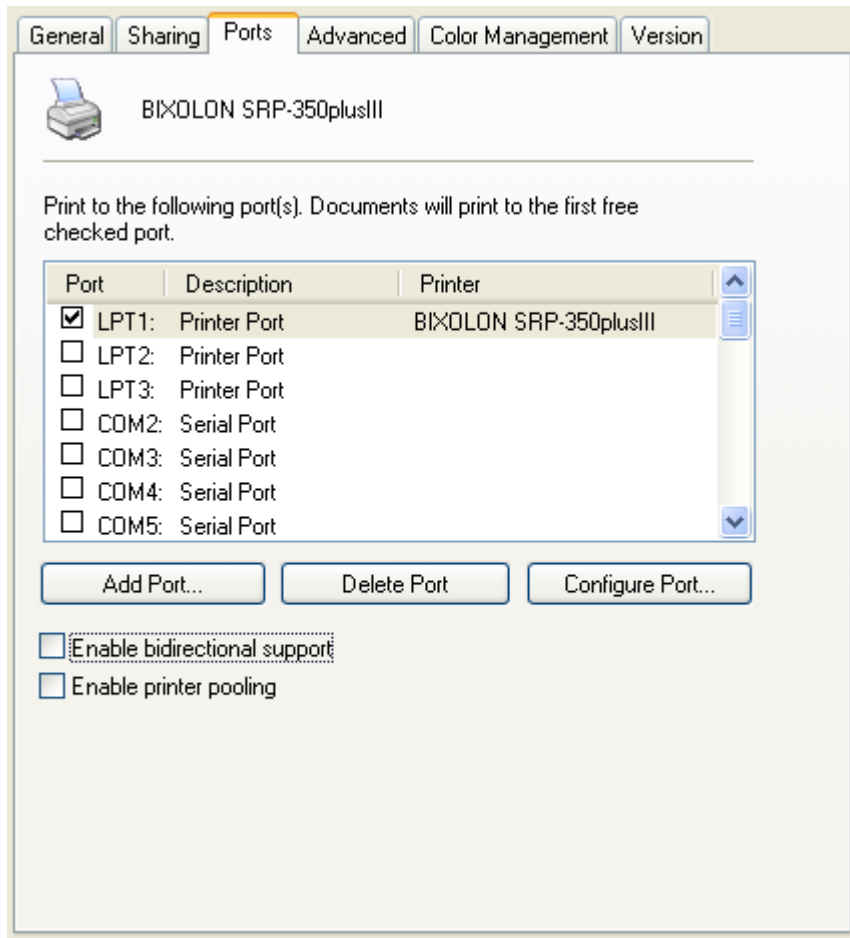 General Sharing Ports Advanced Color Management Version
BIXOLON SRP-350plusIII
Print to the following port(s). Documents will print to the first free
checked port.
Port Description Printer
LPT1: Printer Port BIXOLON SRP-350plusIII
LPT2: Printer Port
LPT3: Printer Port
COM2: Serial Port
COM3: Serial Port
COM4: Serial Port
COM5: Serial Port
Add Port... Delete Port Configure Port...
Enable bidirectional support
Enable printer pooling